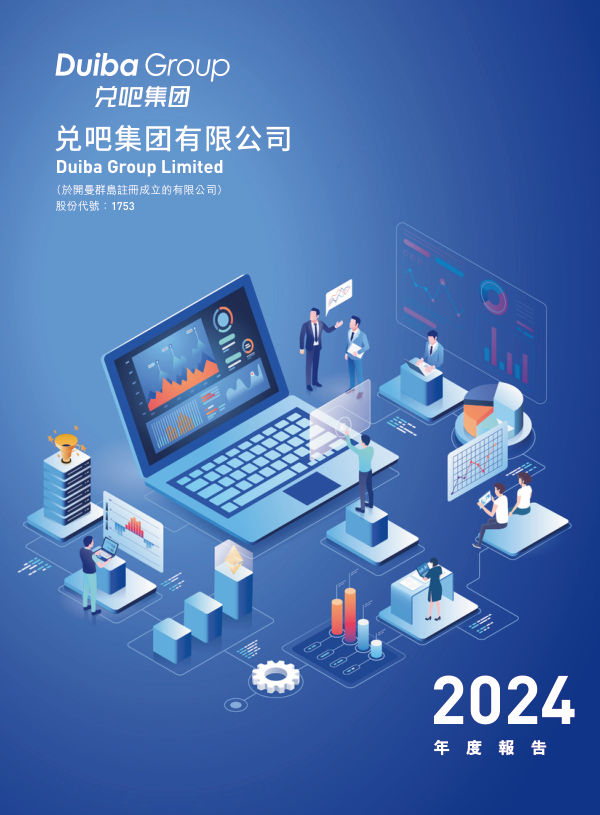 Duiba Group
兑吧集团
兑吧集团有限公司
Duiba Group Limited
（於開曼群島註冊成立的有限公司）
股份代號：1753
2024
年度報告